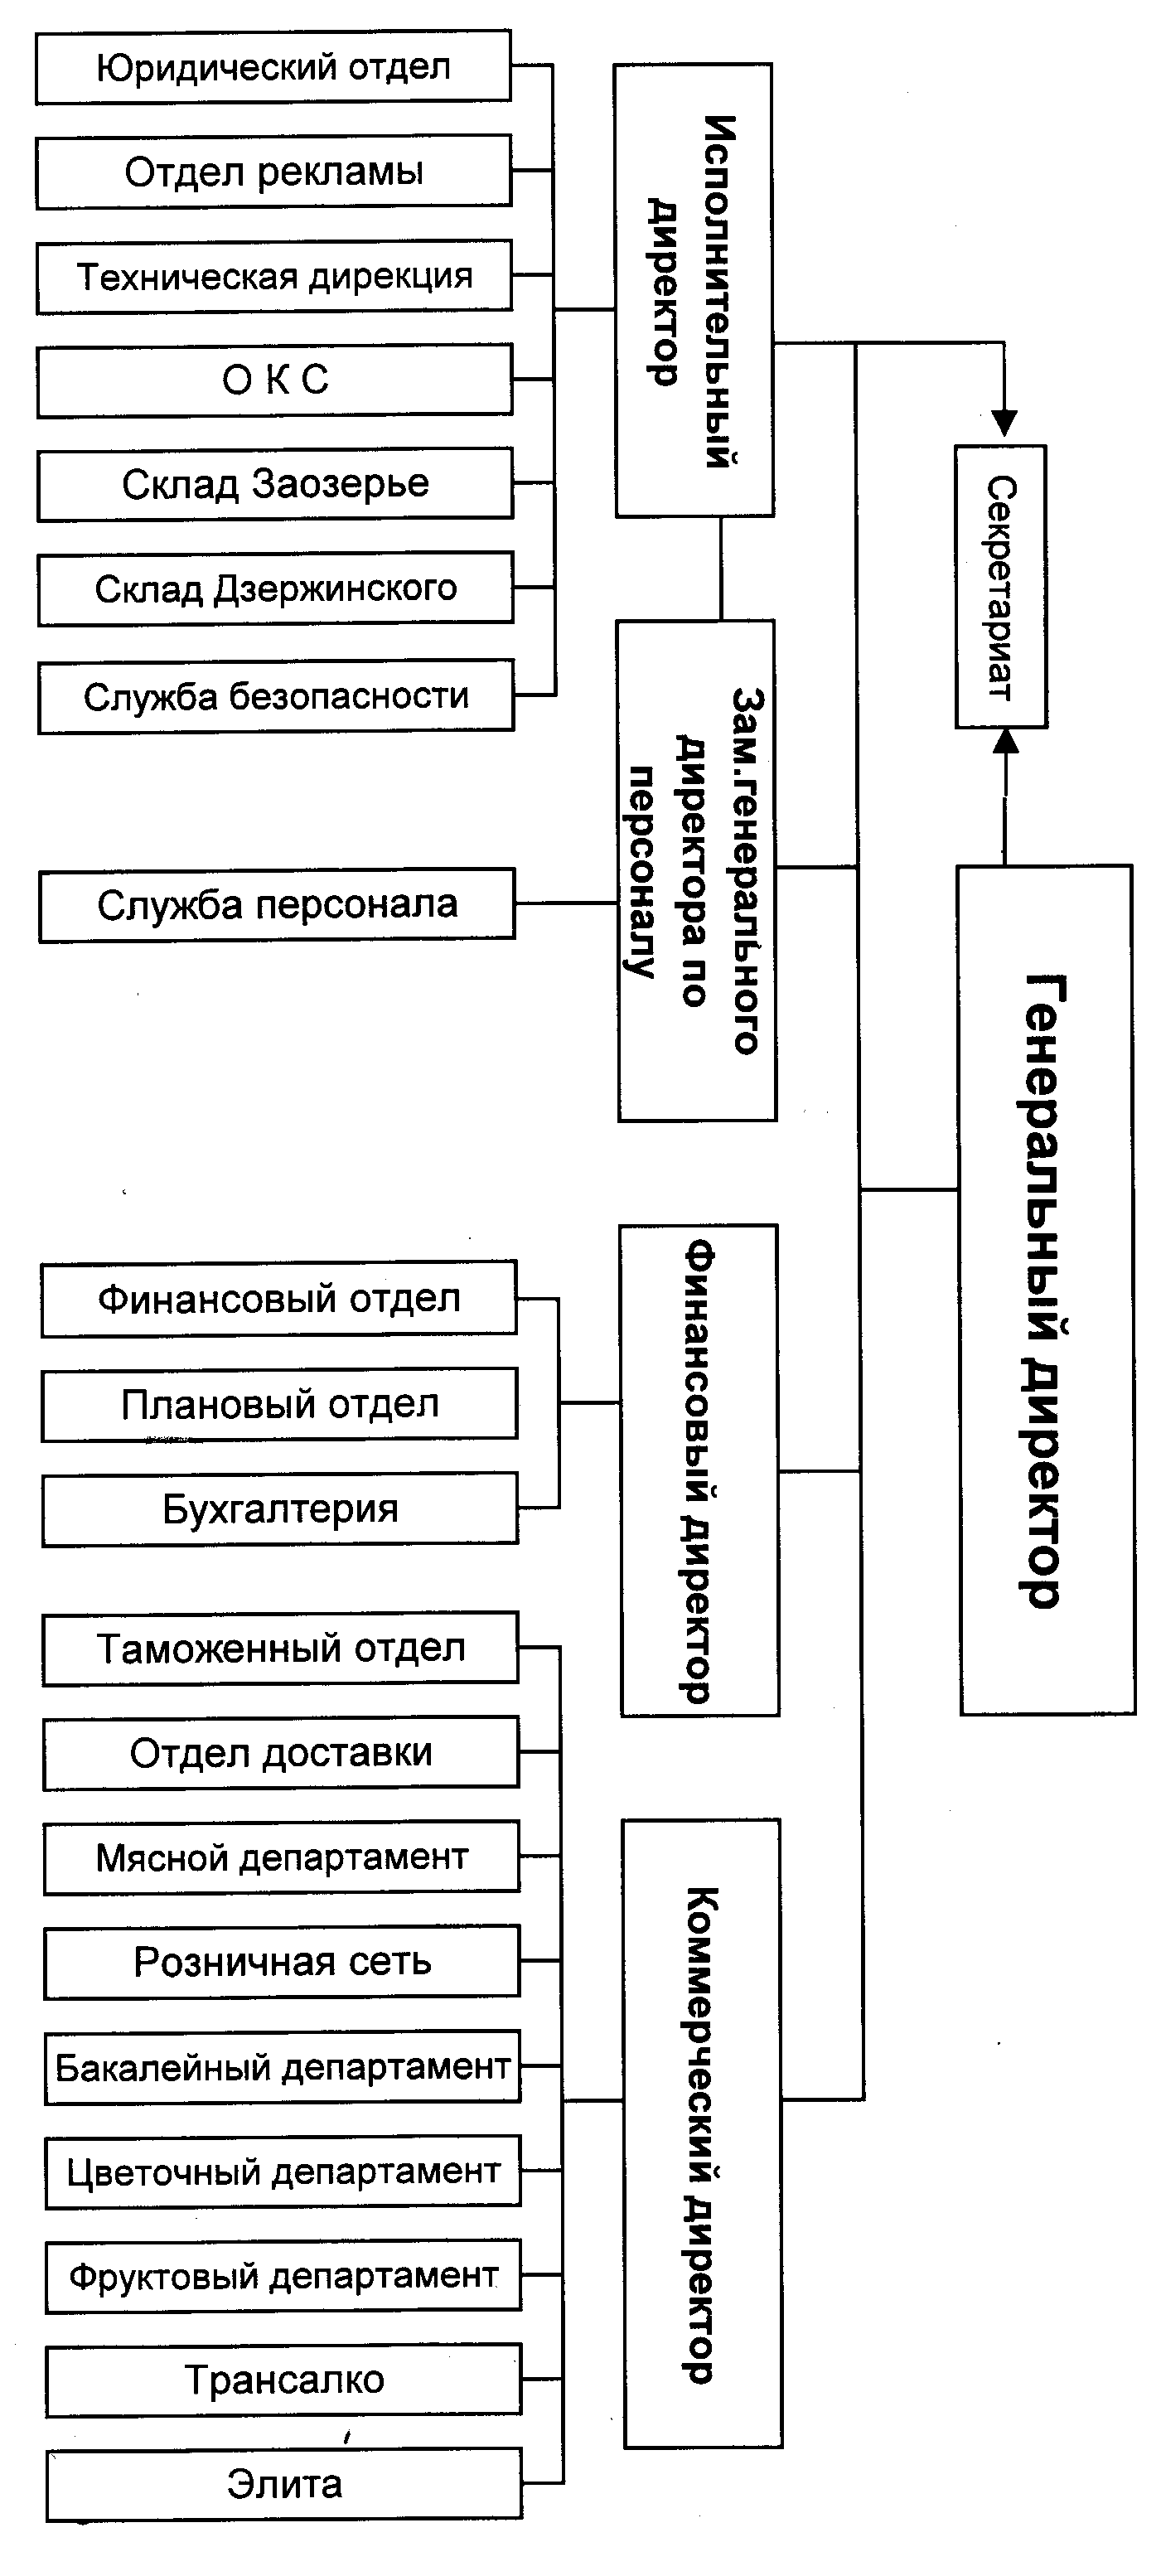 Генеральный директор
Секретариат
Исполнительный
директор
Зам.генерального
директора по
персоналу
Финансовый директор
Коммерческий директор
Юридический отдел
Отдел рекламы
Техническая дирекция
О К С
Склад Заозерье
Склад Дзержинского
Служба безопасности
Служба персонала
Финансовый отдел
Плановый отдел
Бухгалтерия
Таможенный отдел
Отдел доставки
Мясной департамент
Розничная сеть
Бакалейный департамент
Цветочный департамент
Фруктовый департамент
Трансалко
Элита